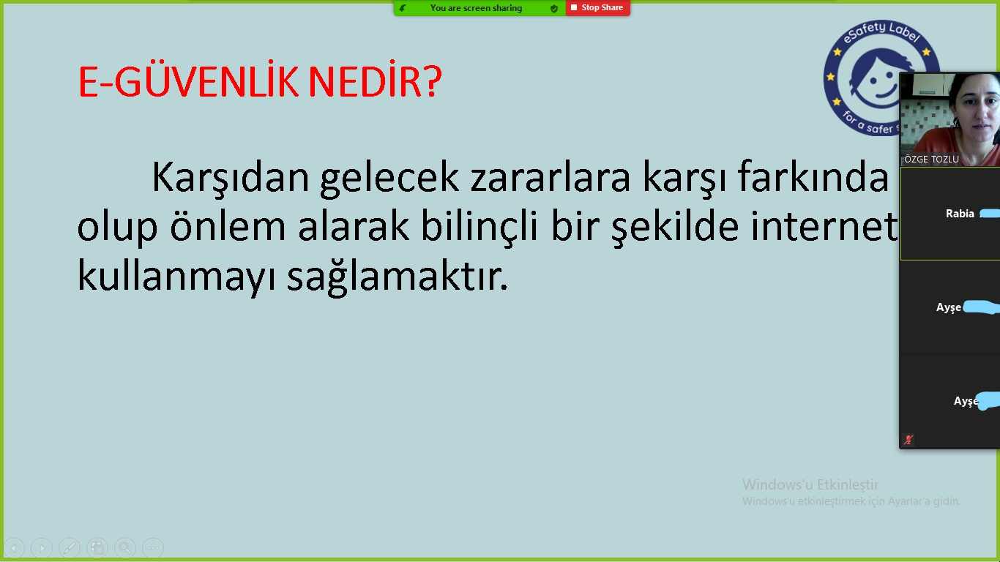 You are screen sharing
Stop Share
eSafety Label
for a safer
E-GÜVENLİK NEDİR?
Karşıdan gelecek zararlara karşı farkında
olup önlem alarak bilinçli bir şekilde internet
kullanmayı sağlamaktır.
ÖZGE TOZLU
Rabia
Ayşe
Ayşe
Windows'u Etkinleştir
Windows'u etkinleştirmek için Ayarlar'a gidin.